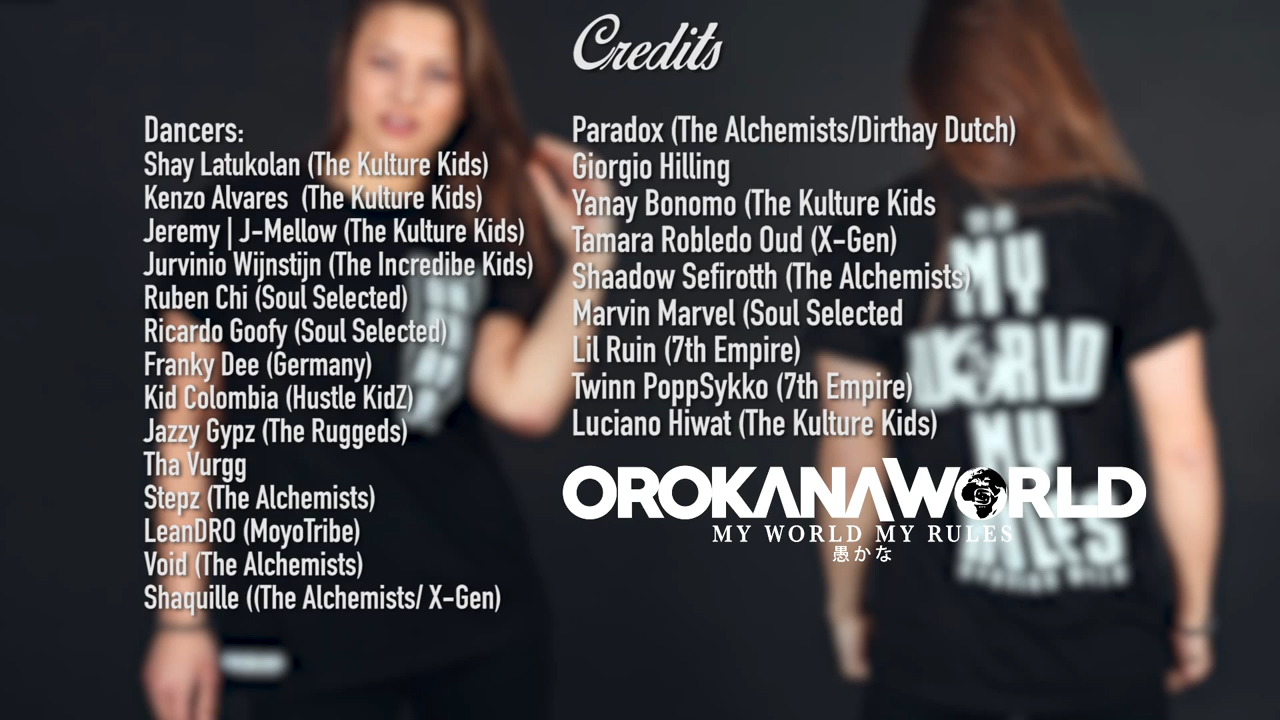 Credits
Dancers:
Shay Latukolan (The Kulture Kids)
Kenzo Alvares  (The Kulture Kids)
Jeremy | J-Mellow (The Kulture Kids)
Jurvinio Wijnstijn (The Incredibe Kids)
Ruben Chi (Soul Selected)
Ricardo Goofy (Soul Selected)
Franky Dee (Germany)
Kid Colombia (Hustle KidZ)
Jazzy Gypz (The Ruggeds)
Tha Vurgg
Stepz (The Alchemists)
LeanDRO (MoyoTribe)
Void (The Alchemists)
Shaquille ((The Alchemists/ X-Gen)
Paradox (The Alchemists/Dirthay Dutch)
Giorgio Hilling
Yanay Bonomo (The Kulture Kids
Tamara Robledo Oud (X-Gen)
Shaadow Sefirotth (The Alchemists)
Marvin Marvel (Soul Selected
Lil Ruin (7th Empire)
Twinn PoppSykko (7th Empire)
Luciano Hiwat (The Kulture Kids)
OROKANAWORLD
MY WORLD MY RULES
愚かな
MY
WORLD
MY
RULES